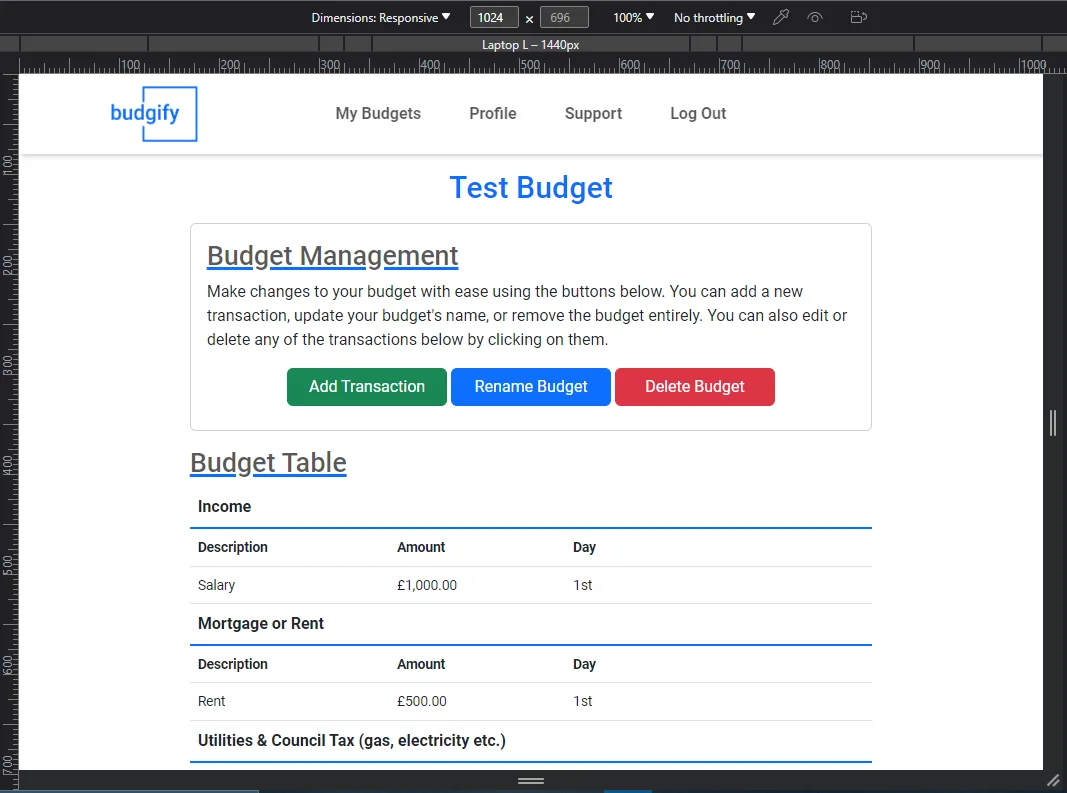 Dimensions: Responsive 1024 × 696 100% No throttling
Laptop L – 1440px
100 200 300 400 500 600 700 800 900 1000
budgify My Budgets Profile Support Log Out
100
Test Budget
200
Budget Management
Make changes to your budget with ease using the buttons below. You can add a new
transaction, update your budget's name, or remove the budget entirely. You can also edit or
delete any of the transactions below by clicking on them.
300
Add Transaction Rename Budget Delete Budget
400
Budget Table
Income
Description Amount Day
500
Salary £1,000.00 1st
Mortgage or Rent
600
Description Amount Day
Rent £500.00 1st
Utilities & Council Tax (gas, electricity etc.)
700